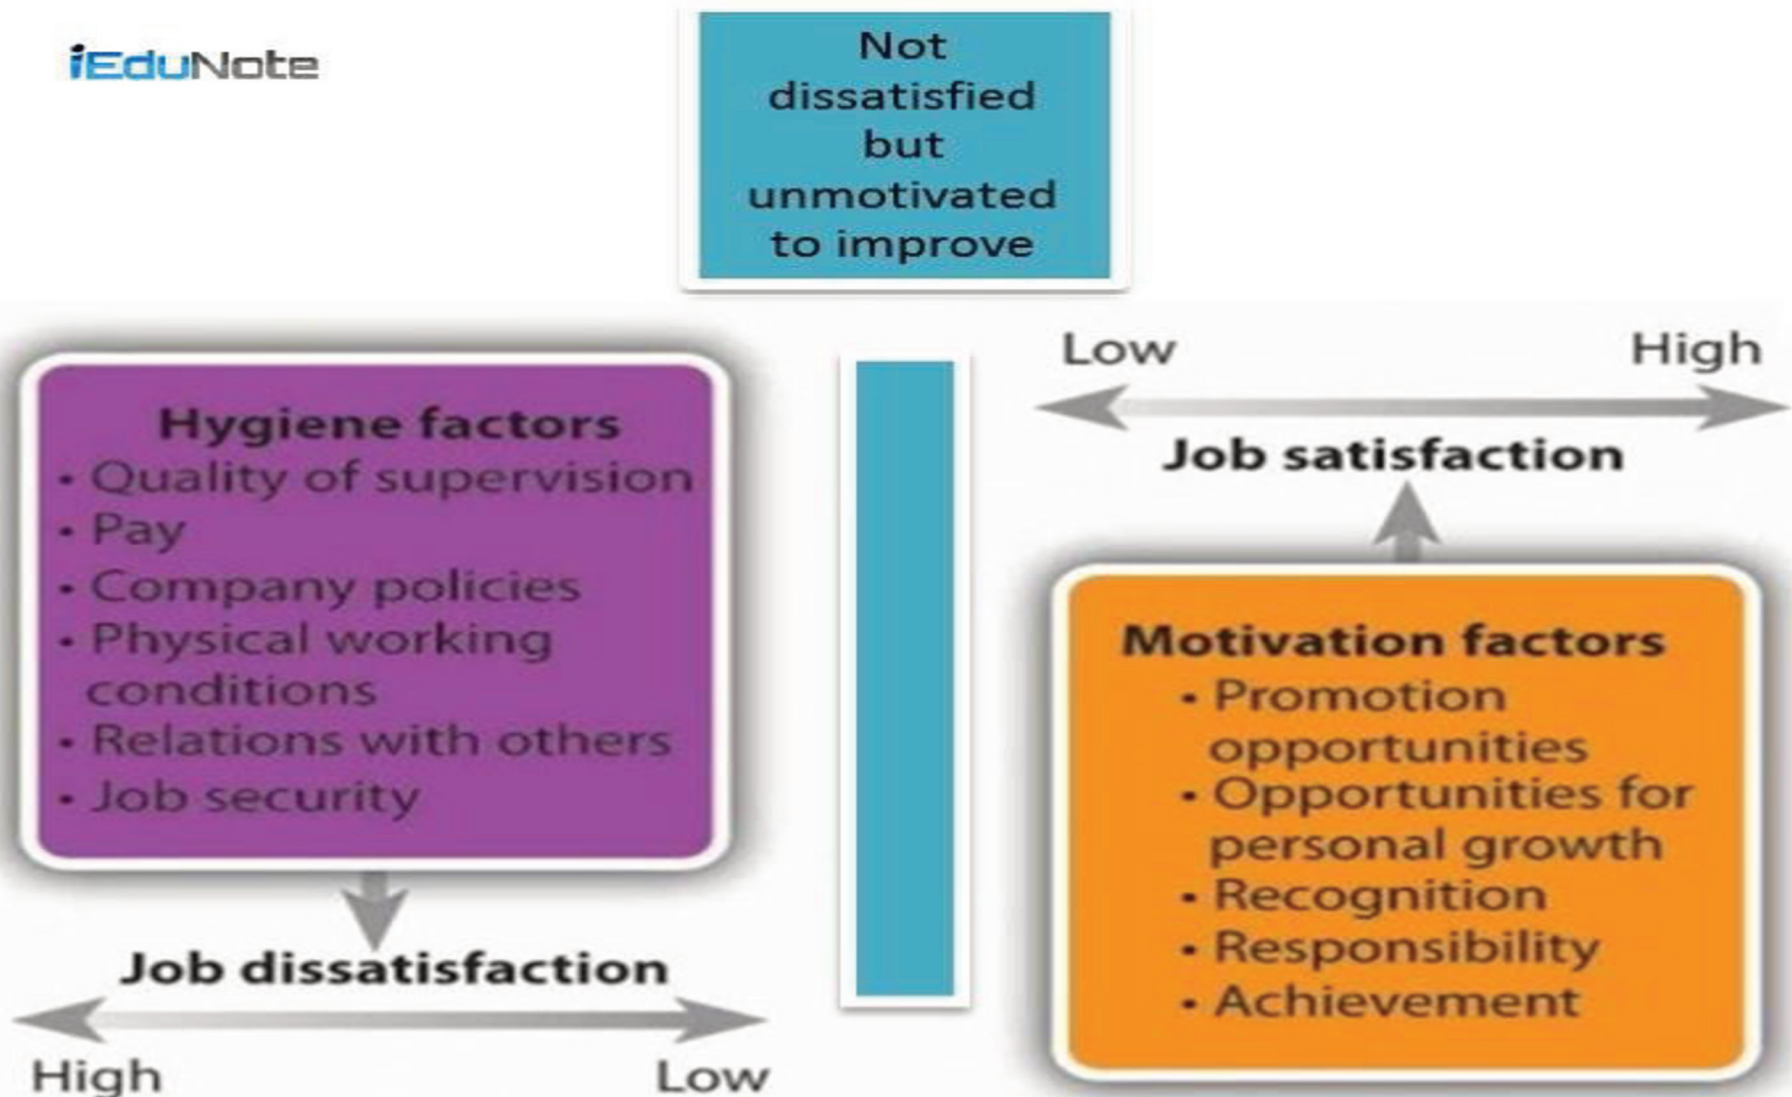 iEduNote
Not
dissatisfied
but
unmotivated
to improve
Hygiene factors
• Quality of supervision
• Pay
• Company policies
• Physical working
conditions
• Relations with others
• Job security
Job dissatisfaction
High Low
Low High
Job satisfaction
Motivation factors
• Promotion
opportunities
• Opportunities for
personal growth
• Recognition
• Responsibility
• Achievement